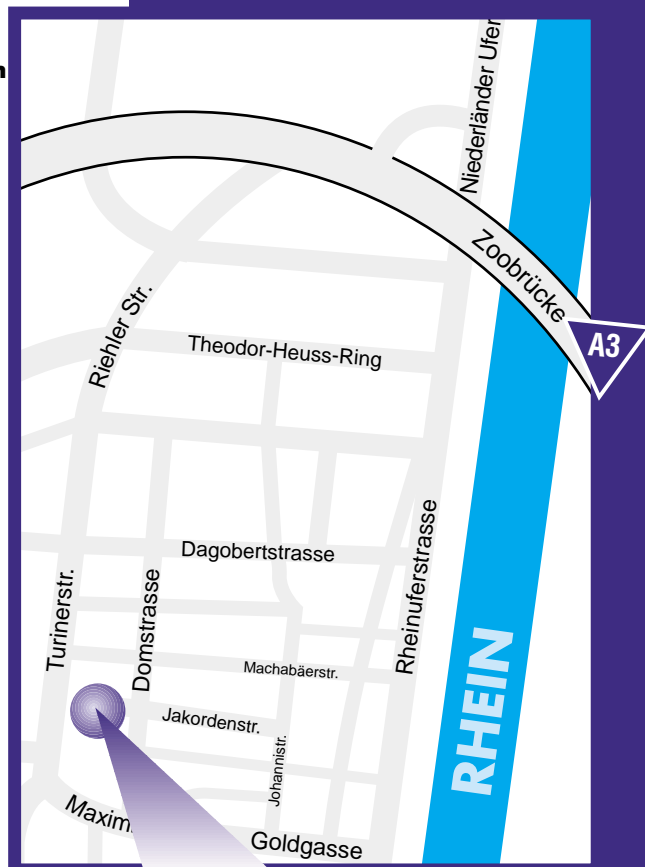 Niederländer Ufer
Zoobrücke
A3
Riehler Str.
Theodor-Heuss-Ring
Dagobertstrasse
Turinerstr.
Domstrasse
Rheinuferstrasse
Machabäerstr.
RHEIN
Jakordenstr.
Johannistr.
Goldgasse